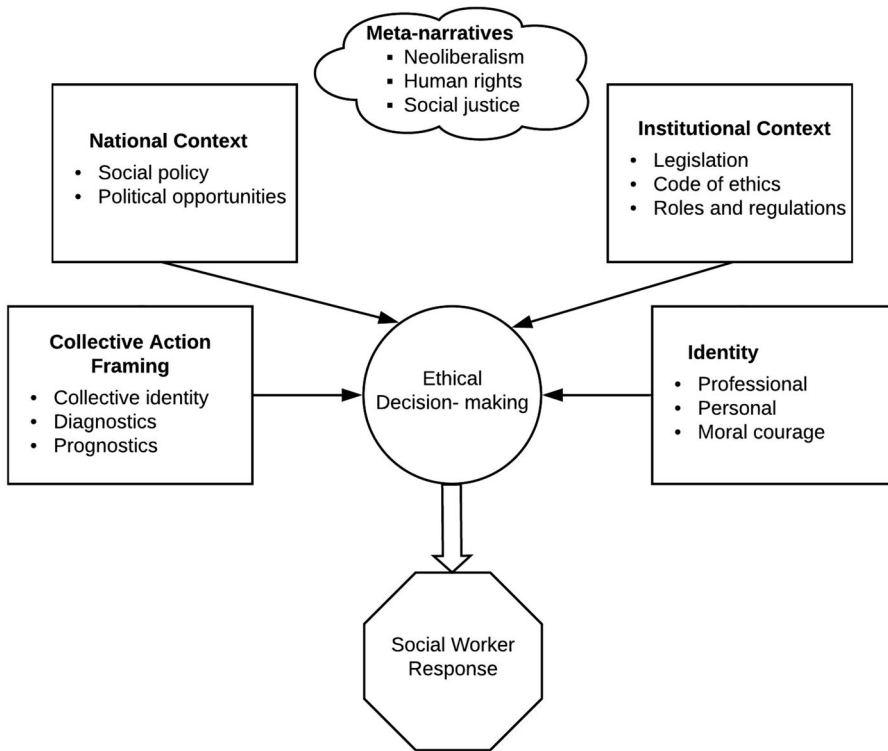 Meta-narratives
▪ Neoliberalism
▪ Human rights
▪ Social justice
National Context
• Social policy
• Political opportunities
Institutional Context
• Legislation
• Code of ethics
• Roles and regulations
Collective Action
Framing
• Collective identity
• Diagnostics
• Prognostics
Ethical
Decision- making
Identity
• Professional
• Personal
• Moral courage
Social Worker
Response